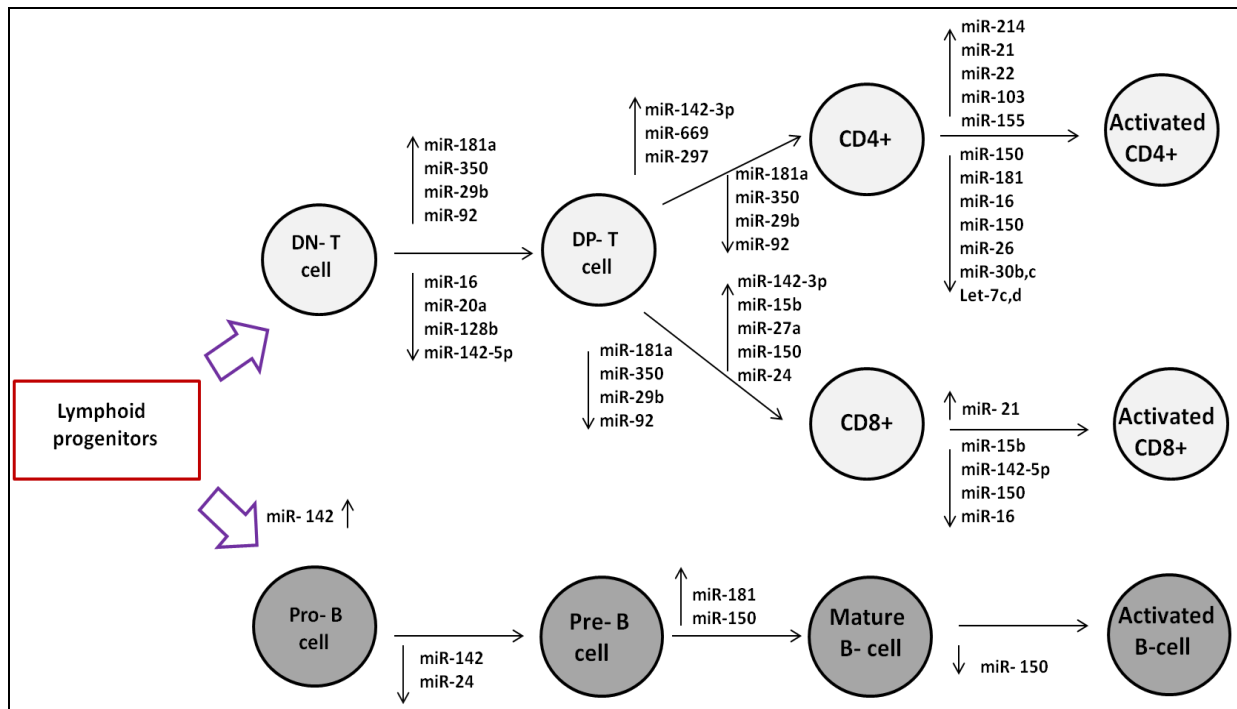 miR-214
miR-21
miR-22
miR-103
miR-155
miR-142-3p
miR-669
miR-297
CD4+
Activated
CD4+
miR-181a
miR-350
miR-29b
miR-92
miR-150
miR-181
miR-16
miR-150
miR-26
miR-30b,c
Let-7c,d
miR-181a
miR-350
miR-29b
miR-92
DN- T
cell
DP- T
cell
miR-16
miR-20a
miR-128b
miR-142-5p
miR-142-3p
miR-15b
miR-27a
miR-150
miR-24
miR-181a
miR-350
miR-29b
miR-92
Lymphoid
progenitors
CD8+
miR- 21
Activated
CD8+
miR-15b
miR-142-5p
miR-150
miR-16
miR- 142
Pro- B
cell
miR-142
miR-24
Pre- B
cell
miR-181
miR-150
Mature
B- cell
miR- 150
Activated
B-cell